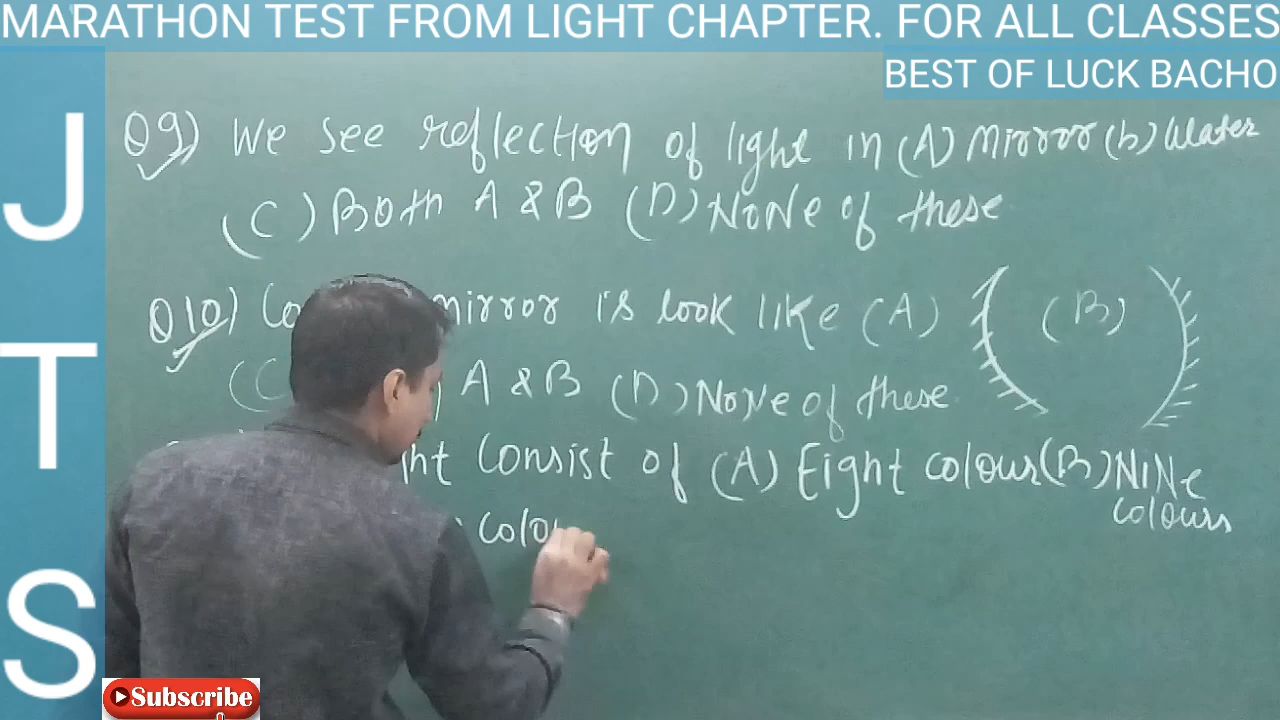 MARATHON TEST FROM LIGHT CHAPTER. FOR ALL CLASSES
BEST OF LUCK BACHO
J
T
S
Q9) We see reflection of light in (A) Mirror (b) Water
(C) Both A & B (D) None of these
Q10) mirror is look like (A) (B)
A & B (D) None of these
consist of (A) Eight colour (B) NiNe
colours
Subscribe